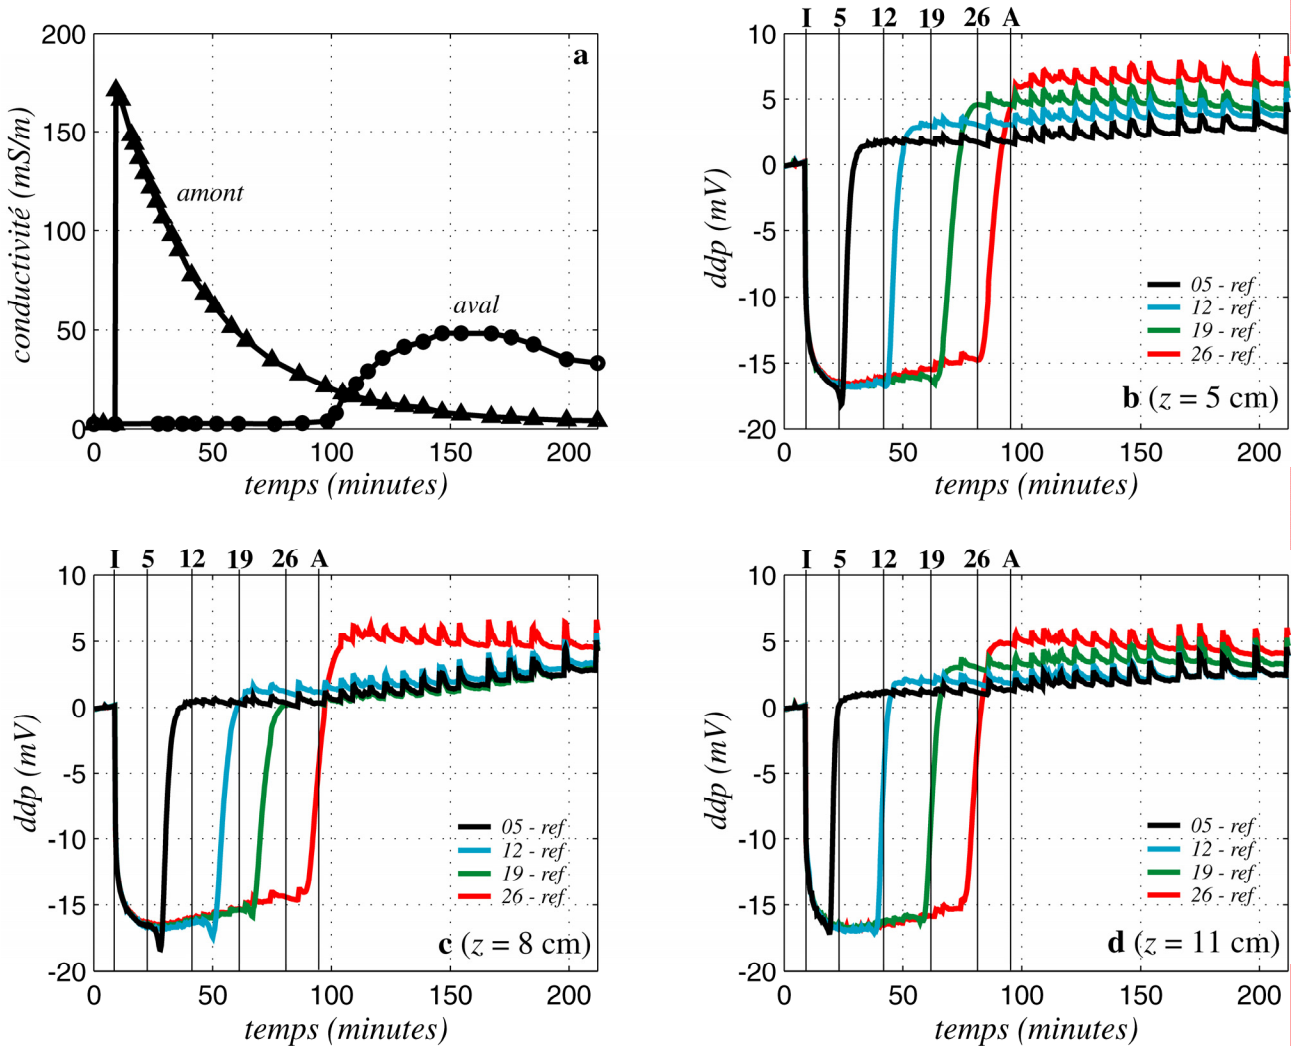 200
150
100
50
0
0 50 100 150 200
conductivité (mS/m)
temps (minutes)
a
amont
aval
I 5 12 19 26 A
10
5
0
-5
-10
-15
-20
0 50 100 150 200
ddp (mV)
temps (minutes)
05 - ref
12 - ref
19 - ref
26 - ref
b (z = 5 cm)
I 5 12 19 26 A
10
5
0
-5
-10
-15
-20
0 50 100 150 200
ddp (mV)
temps (minutes)
05 - ref
12 - ref
19 - ref
26 - ref
c (z = 8 cm)
I 5 12 19 26 A
10
5
0
-5
-10
-15
-20
0 50 100 150 200
ddp (mV)
temps (minutes)
05 - ref
12 - ref
19 - ref
26 - ref
d (z = 11 cm)